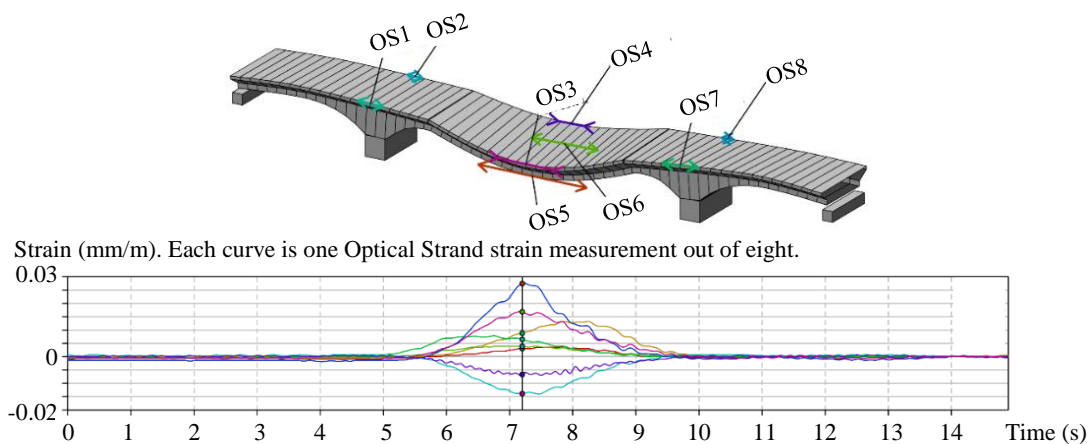 OS1
OS2
OS3
OS4
OS7
OS8
OS5
OS6
Strain (mm/m). Each curve is one Optical Strand strain measurement out of eight.
0.03
0
-0.02
0 1 2 3 4 5 6 7 8 9 10 11 12 13 14 Time (s)